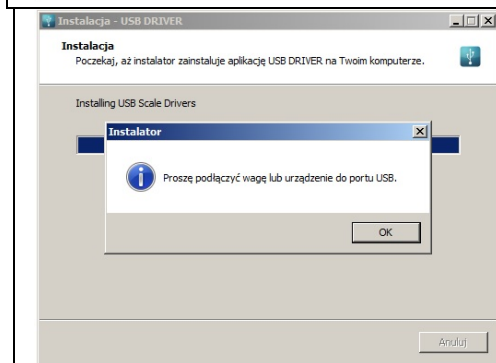 Instalacja - USB DRIVER
Instalacja
Poczekaj, aż instalator zainstaluje aplikację USB DRIVER na Twoim komputerze.
Installing USB Scale Drivers
Instalator
Proszę podłączyć wagę lub urządzenie do portu USB.
OK
Anuluj